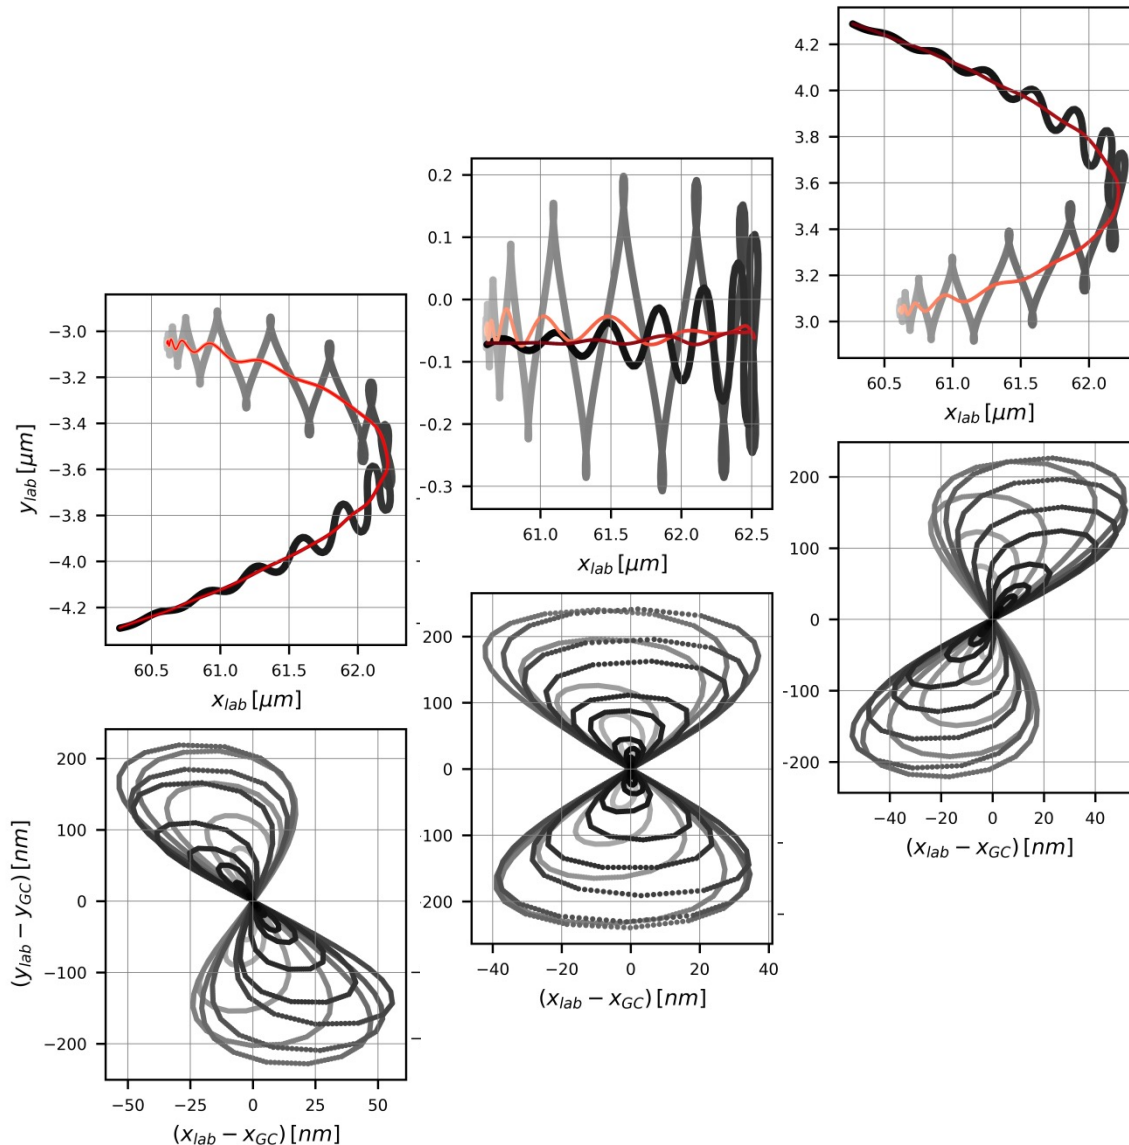 4.2
4.0
3.8
3.6
3.4
3.2
3.0
60.5 61.0 61.5 62.0
x_lab [μm]
0.2
0.1
0.0
-0.1
-0.2
-0.3
61.0 61.5 62.0 62.5
x_lab [μm]
−3.0
−3.2
−3.4
−3.6
−3.8
−4.0
−4.2
y_lab [μm]
60.5 61.0 61.5 62.0
x_lab [μm]
200
100
0
-100
-200
−40 −20 0 20 40
(x_lab − x_GC) [nm]
200
100
0
-100
-200
−40 −20 0 20 40
(x_lab − x_GC) [nm]
200
100
0
−100
−200
(y_lab − y_GC) [nm]
−50 −25 0 25 50
(x_lab − x_GC) [nm]